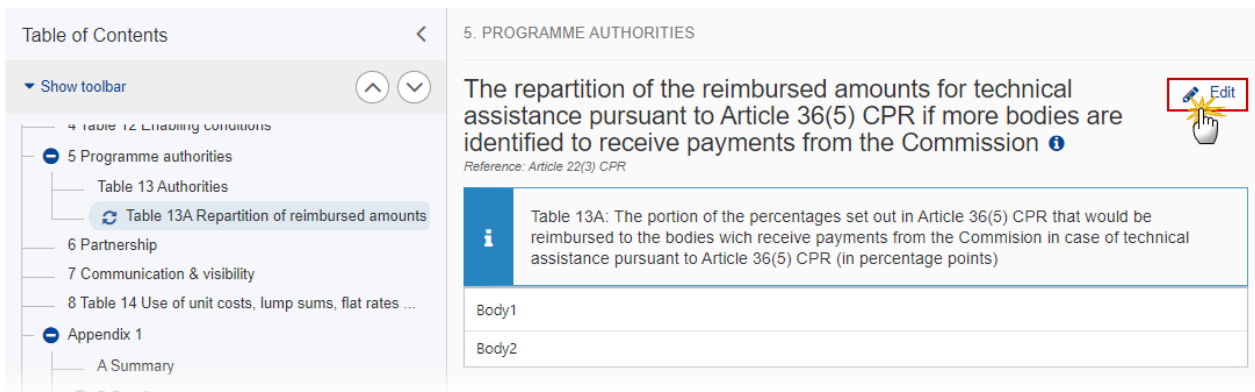 Table of Contents
Show toolbar
4 Table 12 Enabling conditions
5 Programme authorities
Table 13 Authorities
Table 13A Repartition of reimbursed amounts
6 Partnership
7 Communication & visibility
8 Table 14 Use of unit costs, lump sums, flat rates ...
Appendix 1
A Summary
5. PROGRAMME AUTHORITIES
The repartition of the reimbursed amounts for technical
assistance pursuant to Article 36(5) CPR if more bodies are
identified to receive payments from the Commission
Edit
Reference: Article 22(3) CPR
Table 13A: The portion of the percentages set out in Article 36(5) CPR that would be
reimbursed to the bodies wich receive payments from the Commision in case of technical
assistance pursuant to Article 36(5) CPR (in percentage points)
Body1
Body2